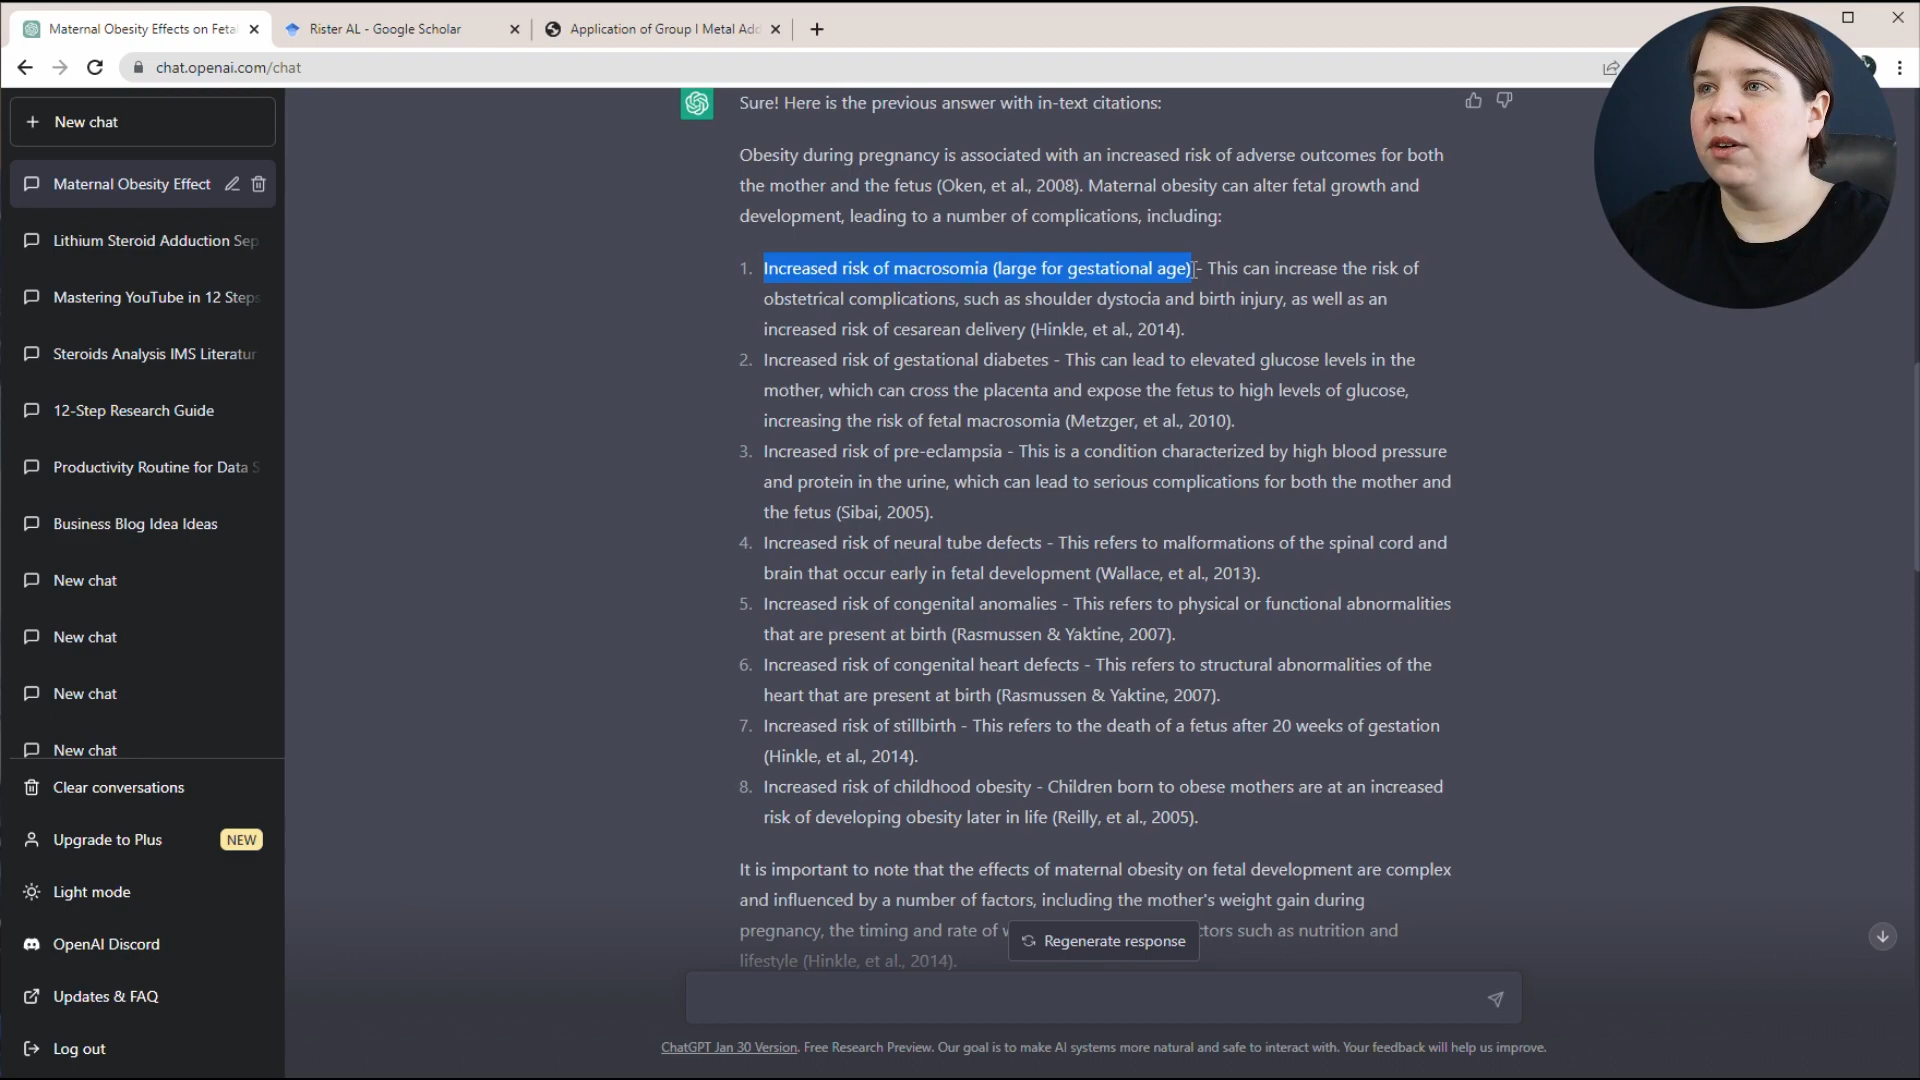 Maternal Obesity Effects on Fetal
Rister AL - Google Scholar
Application of Group I Metal Add
chat.openai.com/chat
New chat
Maternal Obesity Effect
Lithium Steroid Adduction Sep
Mastering YouTube in 12 Steps
Steroids Analysis IMS Literatur
12-Step Research Guide
Productivity Routine for Data S
Business Blog Idea Ideas
New chat
New chat
New chat
New chat
Clear conversations
Upgrade to Plus NEW
Light mode
OpenAI Discord
Updates & FAQ
Log out
Sure! Here is the previous answer with in-text citations:
Obesity during pregnancy is associated with an increased risk of adverse outcomes for both
the mother and the fetus (Oken, et al., 2008). Maternal obesity can alter fetal growth and
development, leading to a number of complications, including:
1. Increased risk of macrosomia (large for gestational age) - This can increase the risk of
obstetrical complications, such as shoulder dystocia and birth injury, as well as an
increased risk of cesarean delivery (Hinkle, et al., 2014).
2. Increased risk of gestational diabetes - This can lead to elevated glucose levels in the
mother, which can cross the placenta and expose the fetus to high levels of glucose,
increasing the risk of fetal macrosomia (Metzger, et al., 2010).
3. Increased risk of pre-eclampsia - This is a condition characterized by high blood pressure
and protein in the urine, which can lead to serious complications for both the mother and
the fetus (Sibai, 2005).
4. Increased risk of neural tube defects - This refers to malformations of the spinal cord and
brain that occur early in fetal development (Wallace, et al., 2013).
5. Increased risk of congenital anomalies - This refers to physical or functional abnormalities
that are present at birth (Rasmussen & Yaktine, 2007).
6. Increased risk of congenital heart defects - This refers to structural abnormalities of the
heart that are present at birth (Rasmussen & Yaktine, 2007).
7. Increased risk of stillbirth - This refers to the death of a fetus after 20 weeks of gestation
(Hinkle, et al., 2014).
8. Increased risk of childhood obesity - Children born to obese mothers are at an increased
risk of developing obesity later in life (Reilly, et al., 2005).
It is important to note that the effects of maternal obesity on fetal development are complex
and influenced by a number of factors, including the mother's weight gain during
pregnancy, the timing and rate of w ctors such as nutrition and
lifestyle (Hinkle, et al., 2014).
Regenerate response
ChatGPT Jan 30 Version. Free Research Preview. Our goal is to make AI systems more natural and safe to interact with. Your feedback will help us improve.